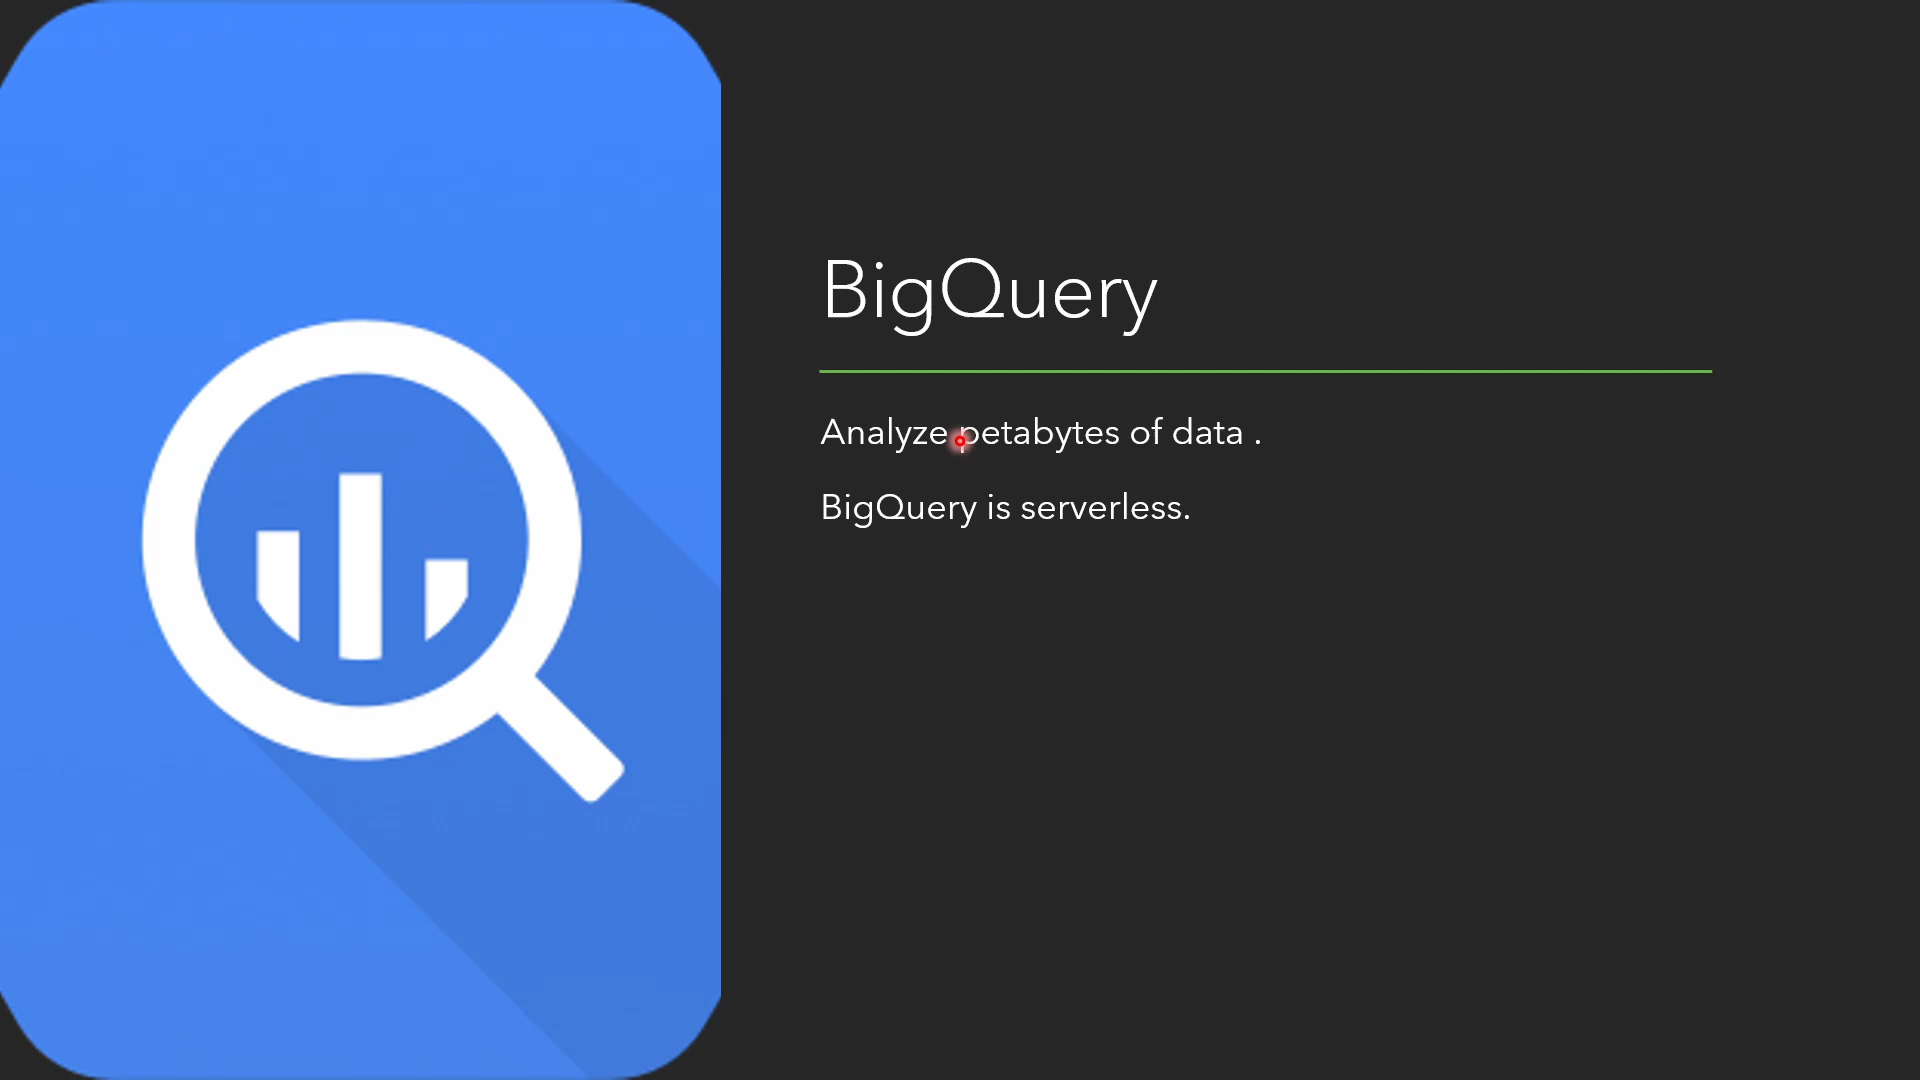 BigQuery
Analyze petabytes of data .
BigQuery is serverless.